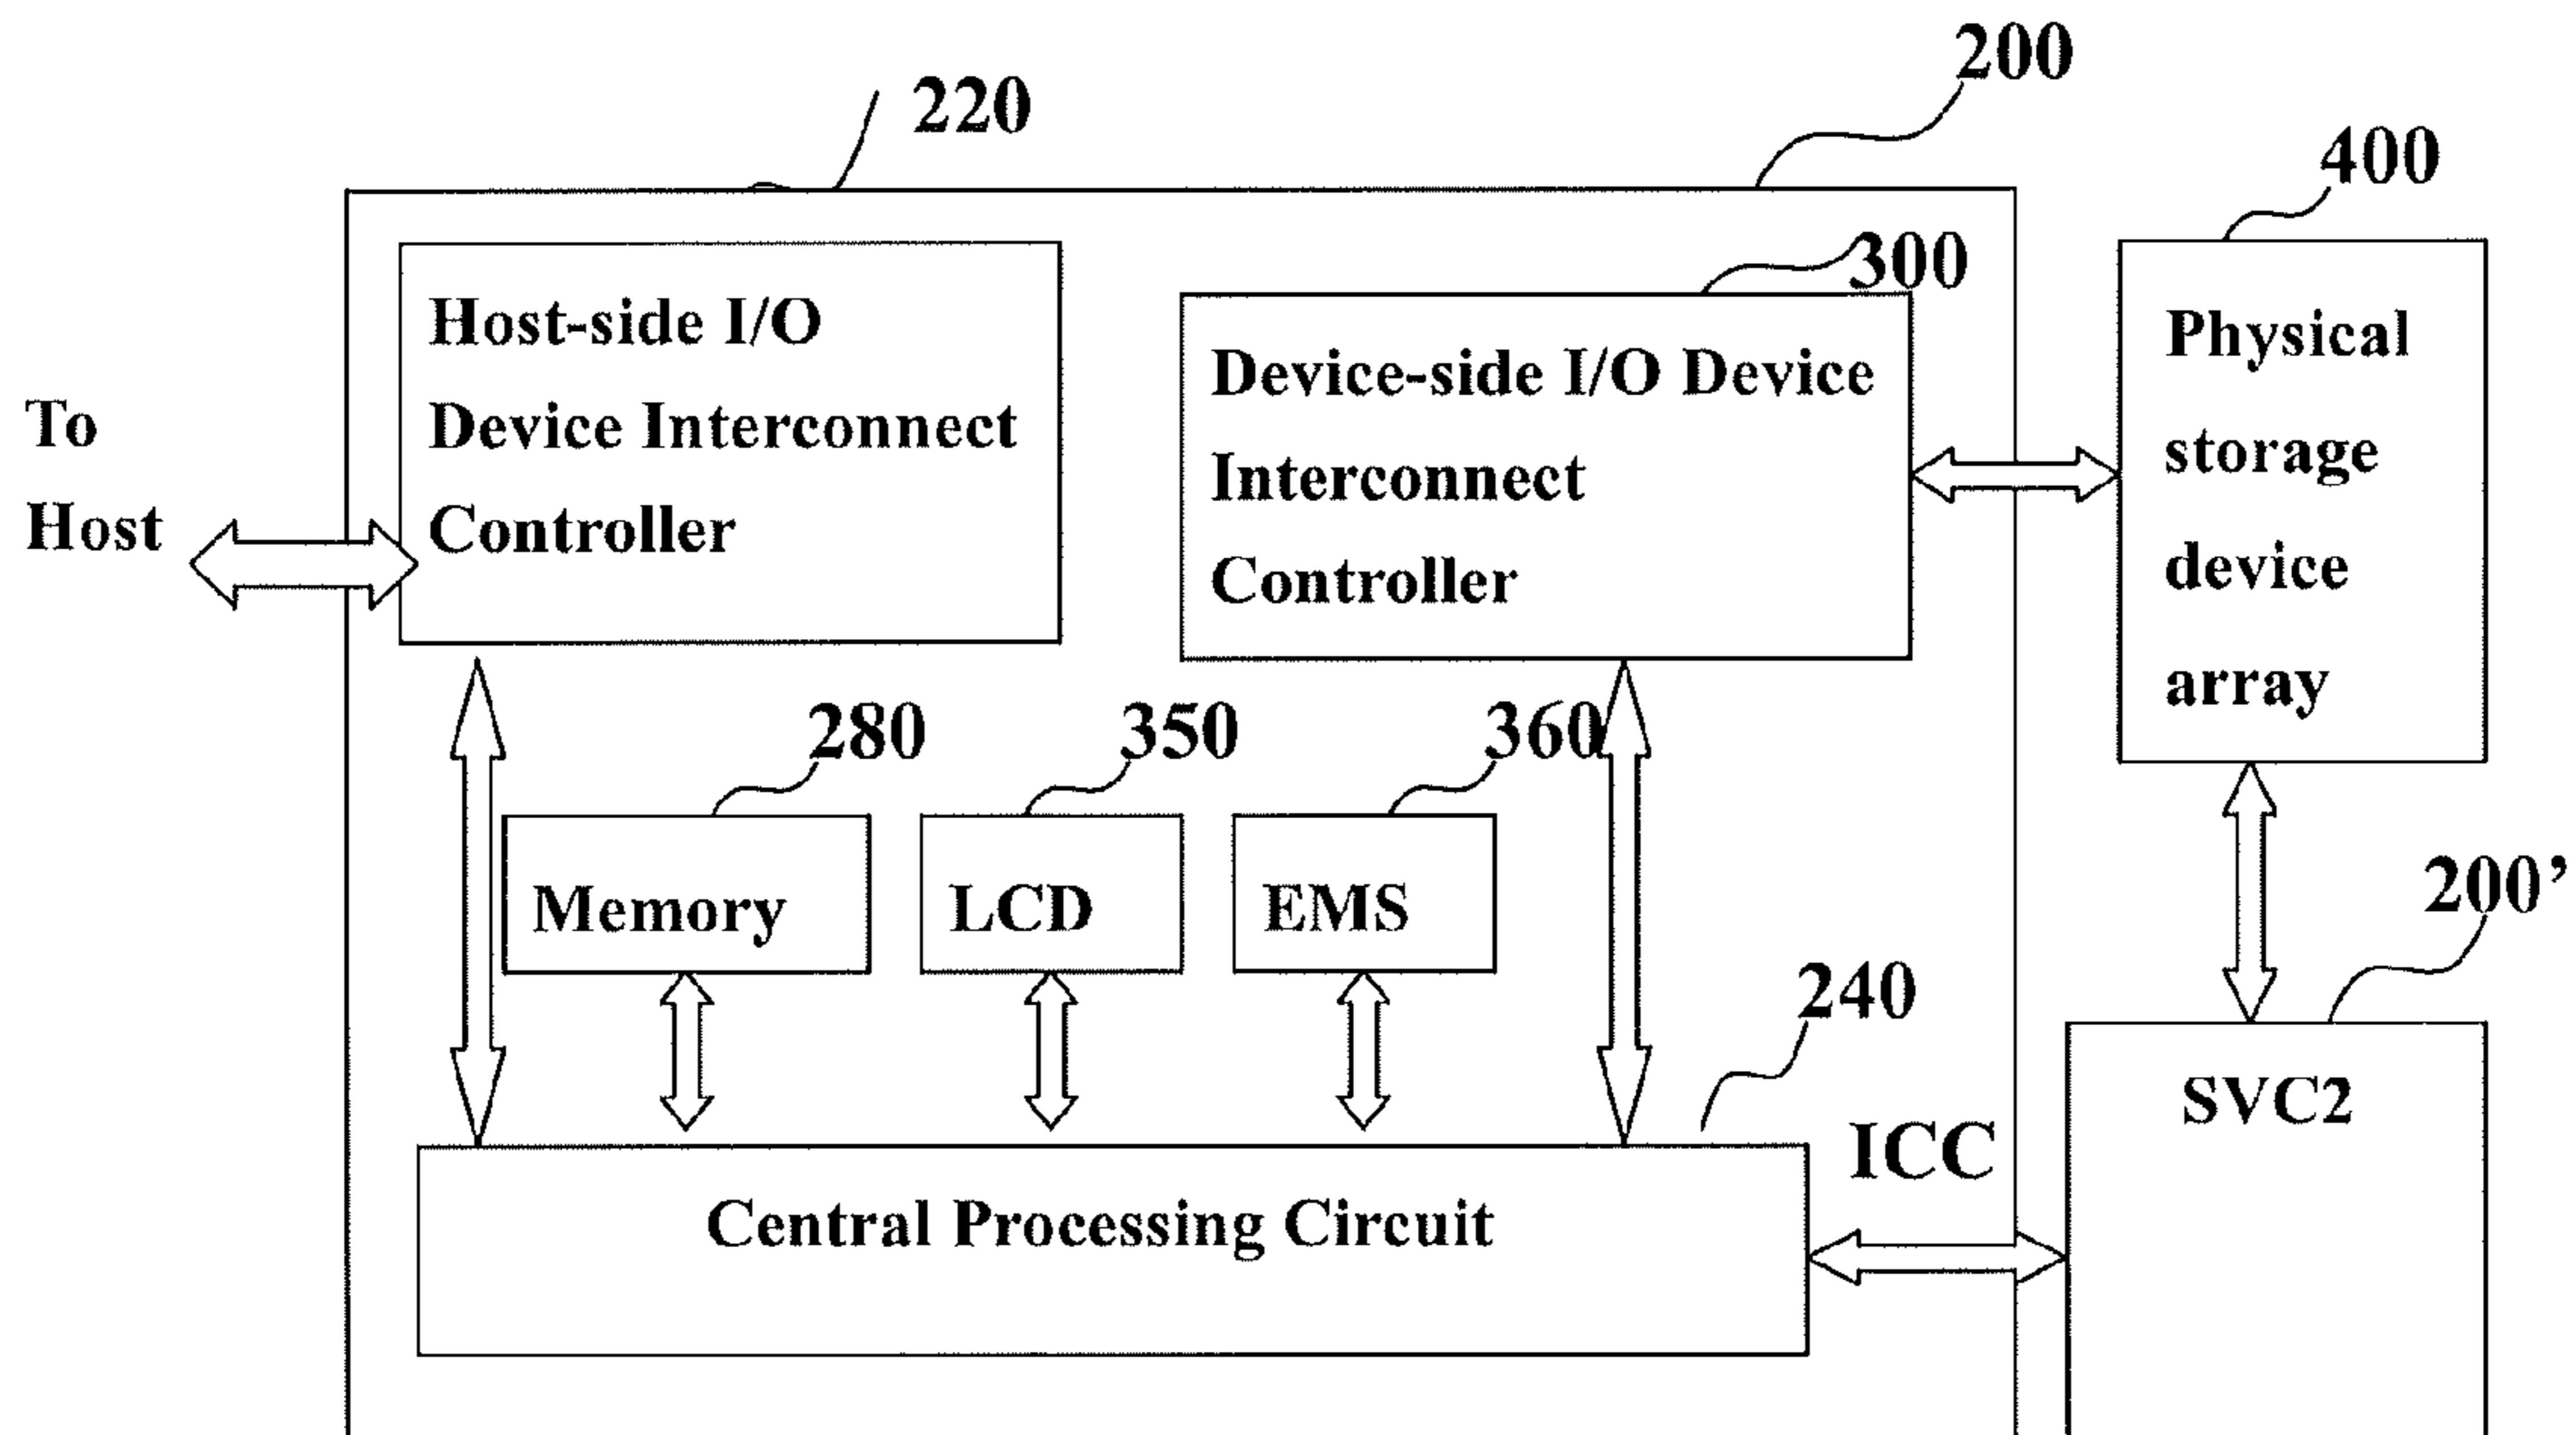 200
220
400
300
Host-side I/O
Device Interconnect
Controller
Device-side I/O Device
Interconnect
Controller
Physical
storage
device
array
To
Host
280
350
360
Memory
LCD
EMS
200’
240
SVC2
ICC
Central Processing Circuit